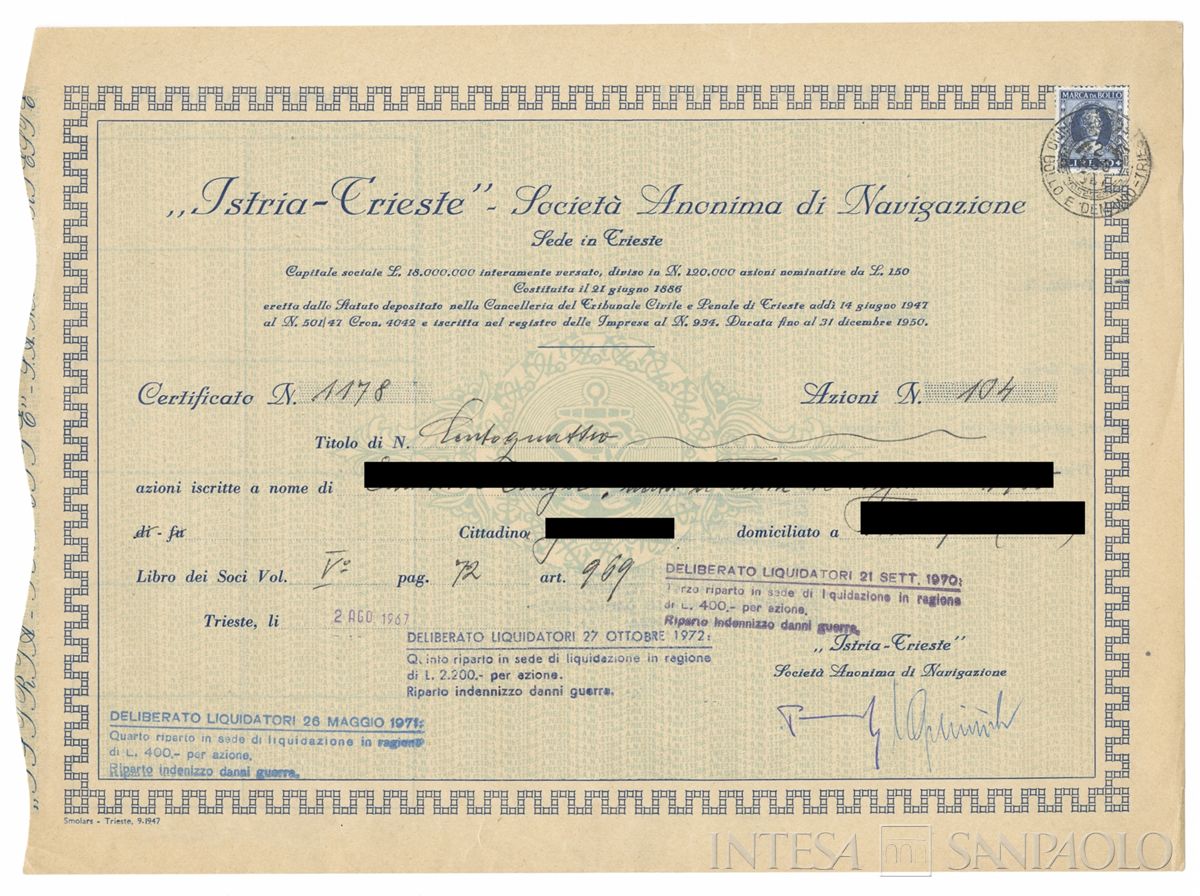 MARCA DA BOLLO
„Istria-Trieste" - Società Anonima di Navigazione
Sede in Trieste
Capitale sociale L. 18.000.000 interamente versato, diviso in N. 120.000 azioni nominative da L. 150
Costituita il 21 giugno 1886
eretta dallo Statuto depositato nella Cancelleria del Tribunale Civile e Penale di Trieste addì 14 giugno 1947
al N. 501/47 Cron. 4042 e iscritta nel registro delle Imprese al N. 934. Durata fino al 31 dicembre 1950.
Certificato N. 1178 Azioni N. 104
Titolo di N. Centoquattro
azioni iscritte a nome di
di - fu Cittadino domiciliato a
Libro dei Soci Vol. V° pag. 72 art. 969
Trieste, li 2 AGO 1967
DELIBERATO LIQUIDATORI 21 SETT. 1970:
Terzo riparto in sede di liquidazione in ragione
di L. 400,- per azione.
Riparto indennizzo danni guerra.
DELIBERATO LIQUIDATORI 27 OTTOBRE 1972:
Q.into riparto in sede di liquidazione in ragione
di L. 2.200.- per azione.
Riparto indennizzo danni guerra.
„Istria-Trieste"
Società Anonima di Navigazione
DELIBERATO LIQUIDATORI 26 MAGGIO 1971:
Quarto riparto in sede di liquidazione in ragione
di L. 400,- per azione.
Riparto indenizzo danni guerra.
Smolars - Trieste, 9-1947
INTESA SANPAOLO